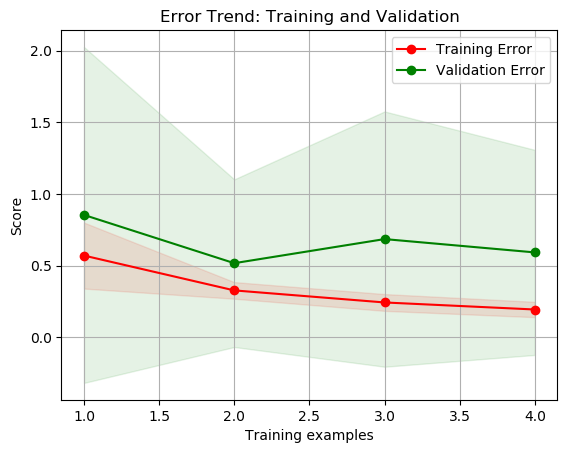 Error Trend: Training and Validation
2.0
1.5
1.0
0.5
0.0
Score
Training Error
Validation Error
1.0 1.5 2.0 2.5 3.0 3.5 4.0
Training examples